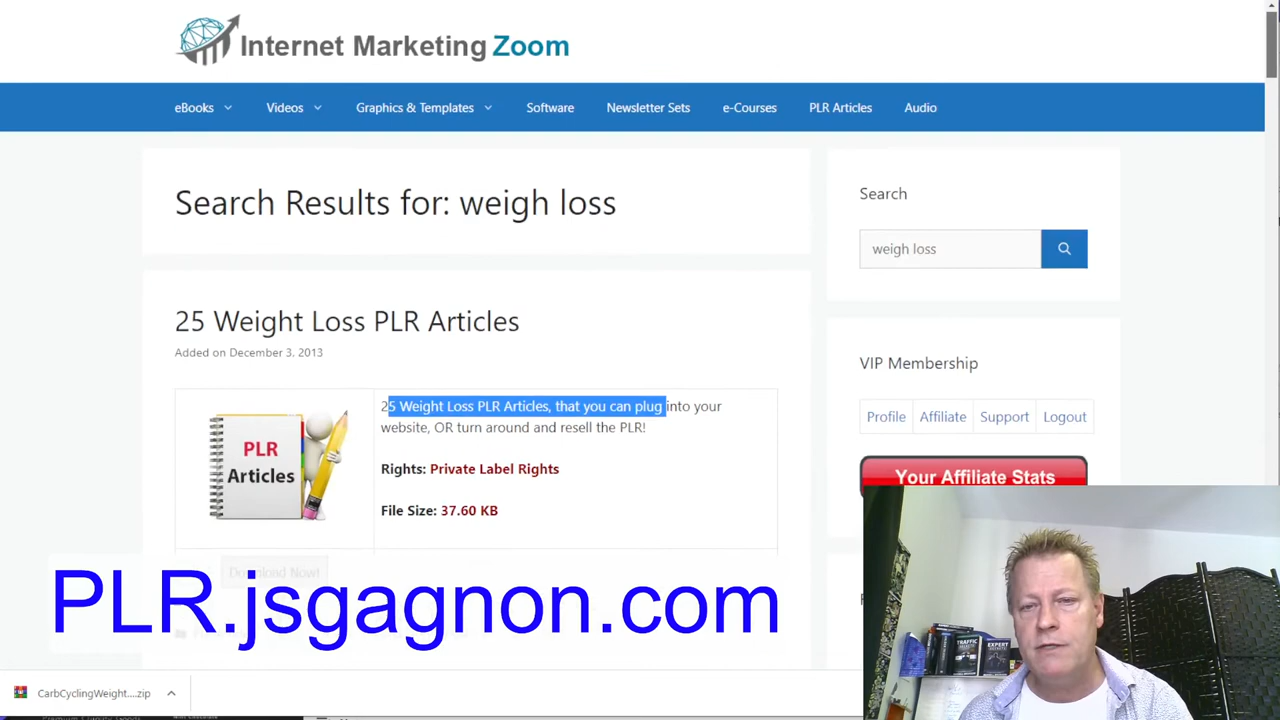 Internet Marketing Zoom
eBooks Videos Graphics & Templates Software Newsletter Sets e-Courses PLR Articles Audio
Search Results for: weigh loss
Search
weigh loss
25 Weight Loss PLR Articles
Added on December 3, 2013
VIP Membership
Profile Affiliate Support Logout
PLR
Articles
25 Weight Loss PLR Articles, that you can plug into your
website, OR turn around and resell the PLR!
Rights: Private Label Rights
File Size: 37.60 KB
Your Affiliate Stats
Download Now!
PLR.jsgagnon.com
TRAFFIC
EXPERT
CarbCyclingWeight....zip